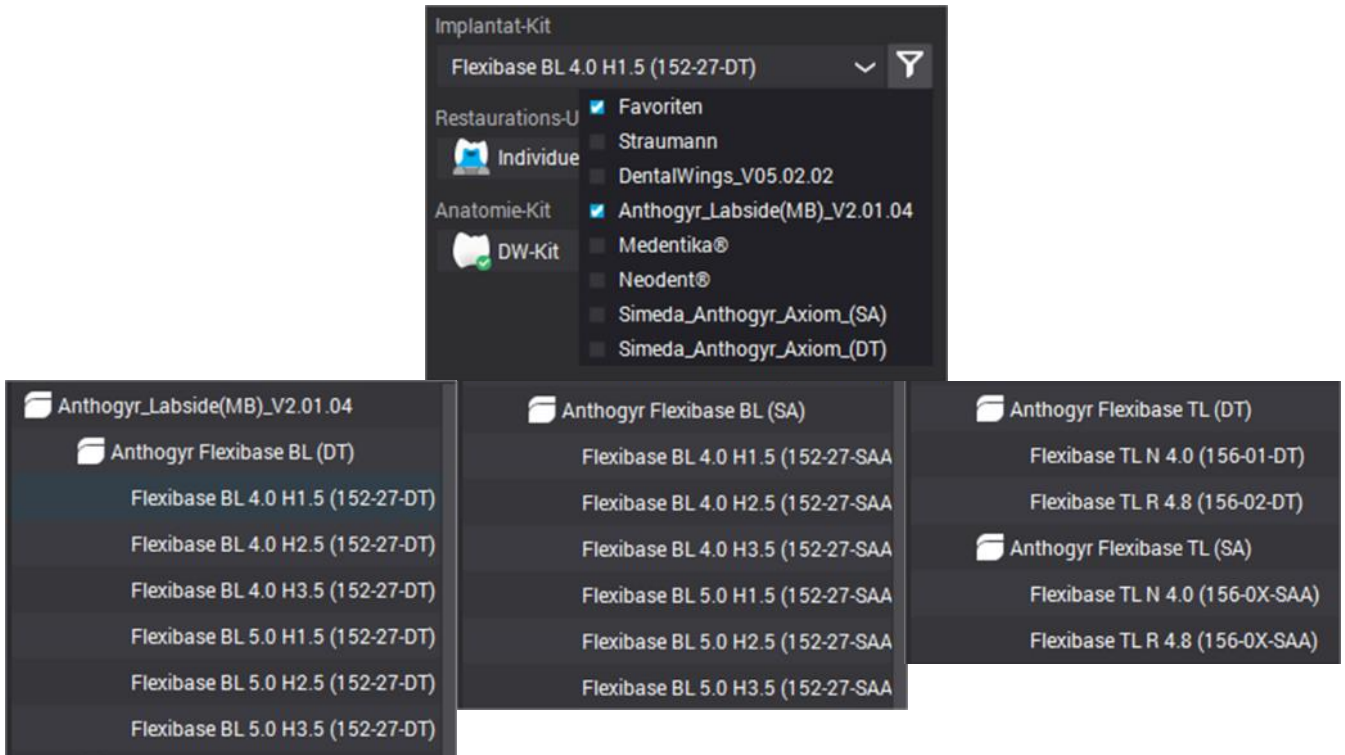 Implantat-Kit
Flexibase BL 4.0 H1.5 (152-27-DT)
Restaurations-U
Individue
Anatomie-Kit
DW-Kit
Favoriten
Straumann
DentalWings_V05.02.02
Anthogyr_Labside(MB)_V2.01.04
Medentika®
Neodent®
Simeda_Anthogyr_Axiom_(SA)
Simeda_Anthogyr_Axiom_(DT)
Anthogyr_Labside(MB)_V2.01.04
Anthogyr Flexibase BL (DT)
Flexibase BL 4.0 H1.5 (152-27-DT)
Flexibase BL 4.0 H2.5 (152-27-DT)
Flexibase BL 4.0 H3.5 (152-27-DT)
Flexibase BL 5.0 H1.5 (152-27-DT)
Flexibase BL 5.0 H2.5 (152-27-DT)
Flexibase BL 5.0 H3.5 (152-27-DT)
Anthogyr Flexibase BL (SA)
Flexibase BL 4.0 H1.5 (152-27-SAA
Flexibase BL 4.0 H2.5 (152-27-SAA
Flexibase BL 4.0 H3.5 (152-27-SAA
Flexibase BL 5.0 H1.5 (152-27-SAA
Flexibase BL 5.0 H2.5 (152-27-SAA
Flexibase BL 5.0 H3.5 (152-27-SAA
Anthogyr Flexibase TL (DT)
Flexibase TL N 4.0 (156-01-DT)
Flexibase TL R 4.8 (156-02-DT)
Anthogyr Flexibase TL (SA)
Flexibase TL N 4.0 (156-0X-SAA)
Flexibase TL R 4.8 (156-0X-SAA)